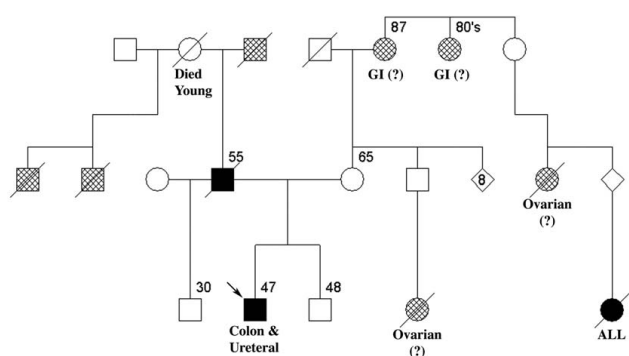 87
80's
Died
Young
GI (?)
GI (?)
55
65
8
Ovarian
(?)
30
47
48
Colon &
Ureteral
Ovarian
(?)
ALL